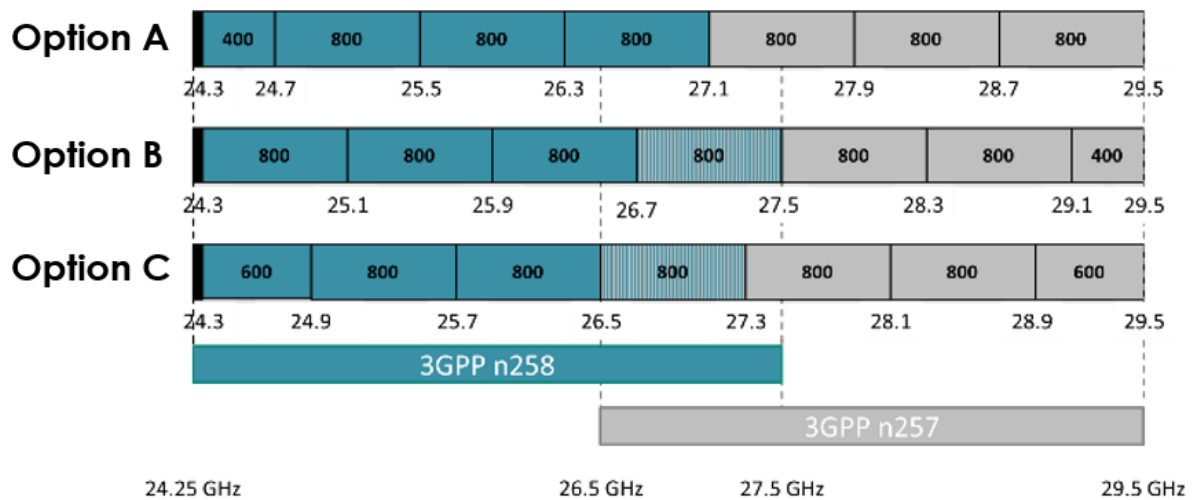 Option A 400 800 800 800 800 800 800
24.3 24.7 25.5 26.3 27.1 27.9 28.7 29.5
Option B 800 800 800 800 800 800 400
24.3 25.1 25.9 26.7 27.5 28.3 29.1 29.5
Option C 600 800 800 800 800 800 600
24.3 24.9 25.7 26.5 27.3 28.1 28.9 29.5
3GPP n258
3GPP n257
24.25 GHz 26.5 GHz 27.5 GHz 29.5 GHz